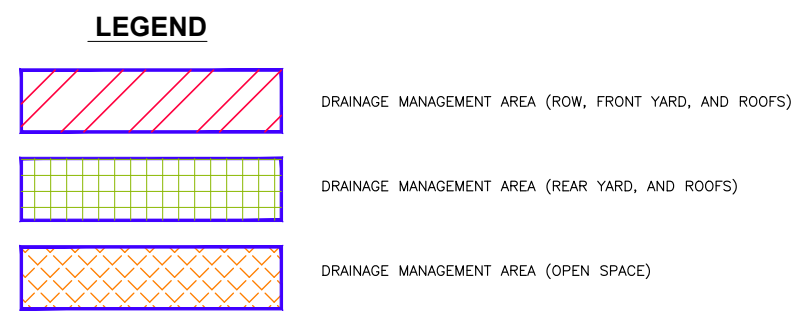 LEGEND
DRAINAGE MANAGEMENT AREA (ROW, FRONT YARD, AND ROOFS)
DRAINAGE MANAGEMENT AREA (REAR YARD, AND ROOFS)
DRAINAGE MANAGEMENT AREA (OPEN SPACE)